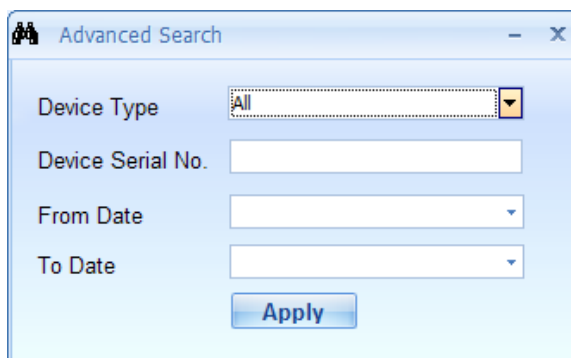 Advanced Search
Device Type All
Device Serial No.
From Date
To Date
Apply